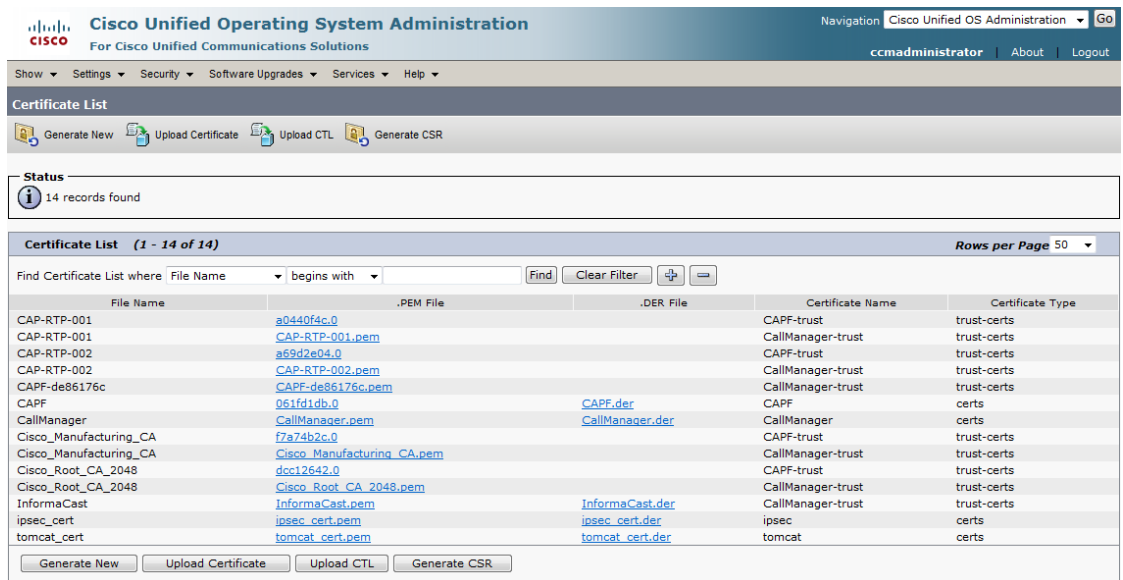 Cisco Unified Operating System Administration
For Cisco Unified Communications Solutions
CISCO
Navigation Cisco Unified OS Administration Go
ccmadministrator | About | Logout
Show Settings Security Software Upgrades Services Help
Certificate List
Generate New Upload Certificate Upload CTL Generate CSR
Status
14 records found
Certificate List (1 - 14 of 14) Rows per Page 50
Find Certificate List where File Name begins with Find Clear Filter
File Name .PEM File .DER File Certificate Name Certificate Type
CAP-RTP-001 a0440f4c.0 CAPF-trust trust-certs
CAP-RTP-001 CAP-RTP-001.pem CallManager-trust trust-certs
CAP-RTP-002 a69d2e04.0 CAPF-trust trust-certs
CAP-RTP-002 CAP-RTP-002.pem CallManager-trust trust-certs
CAPF-de86176c CAPF-de86176c.pem CallManager-trust trust-certs
CAPF 061fd1db.0 CAPF.der CAPF certs
CallManager CallManager.pem CallManager.der CallManager certs
Cisco_Manufacturing_CA f7a74b2c.0 CAPF-trust trust-certs
Cisco_Manufacturing_CA Cisco_Manufacturing_CA.pem CallManager-trust trust-certs
Cisco_Root_CA_2048 dcc12642.0 CAPF-trust trust-certs
Cisco_Root_CA_2048 Cisco_Root_CA_2048.pem CallManager-trust trust-certs
InformaCast InformaCast.pem InformaCast.der CallManager-trust trust-certs
ipsec_cert ipsec_cert.pem ipsec_cert.der ipsec certs
tomcat_cert tomcat_cert.pem tomcat_cert.der tomcat certs
Generate New Upload Certificate Upload CTL Generate CSR